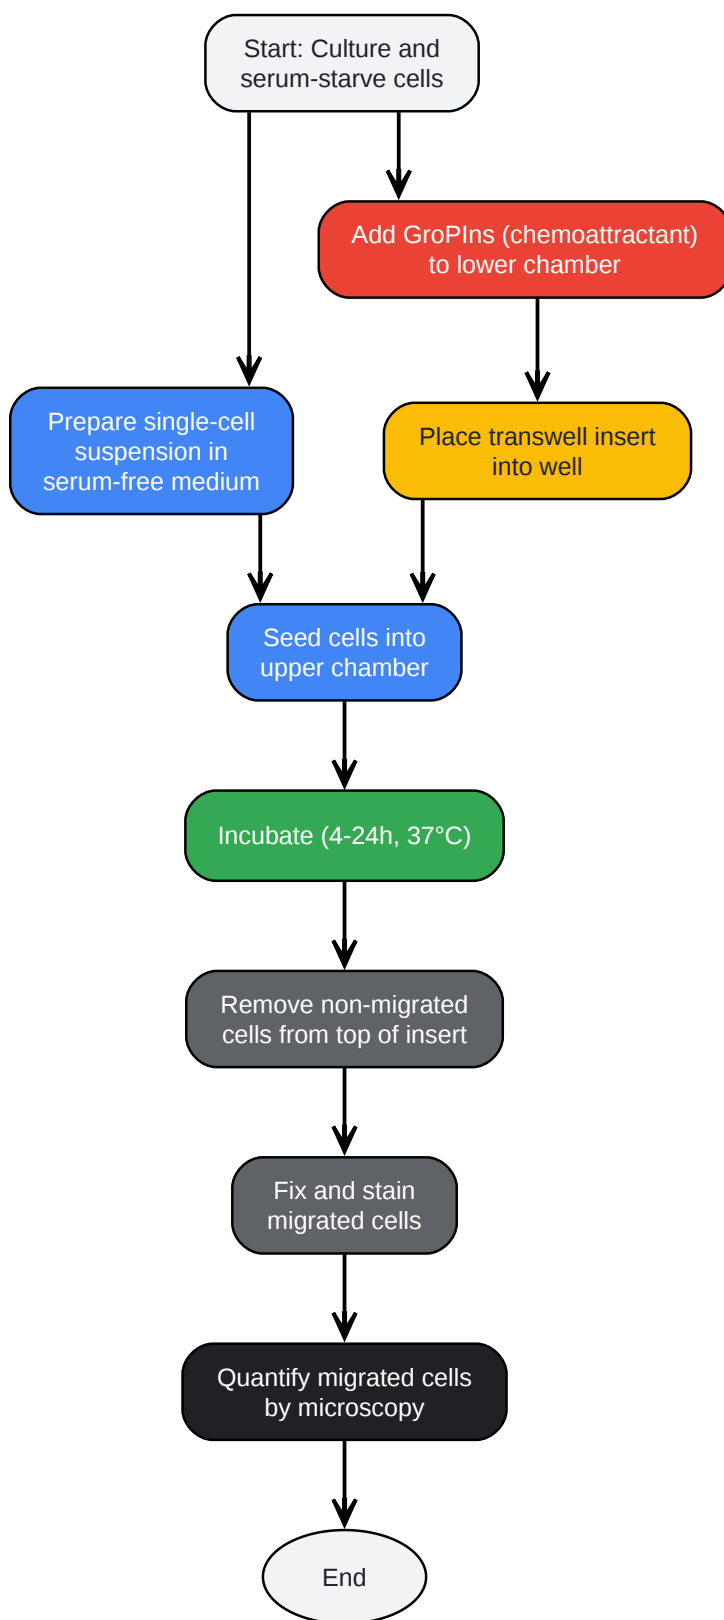 Start: Culture and
serum-starve cells
Add GroPIns (chemoattractant)
to lower chamber
Prepare single-cell
suspension in
serum-free medium
Place transwell insert
into well
Seed cells into
upper chamber
Incubate (4-24h, 37°C)
Remove non-migrated
cells from top of insert
Fix and stain
migrated cells
Quantify migrated cells
by microscopy
End